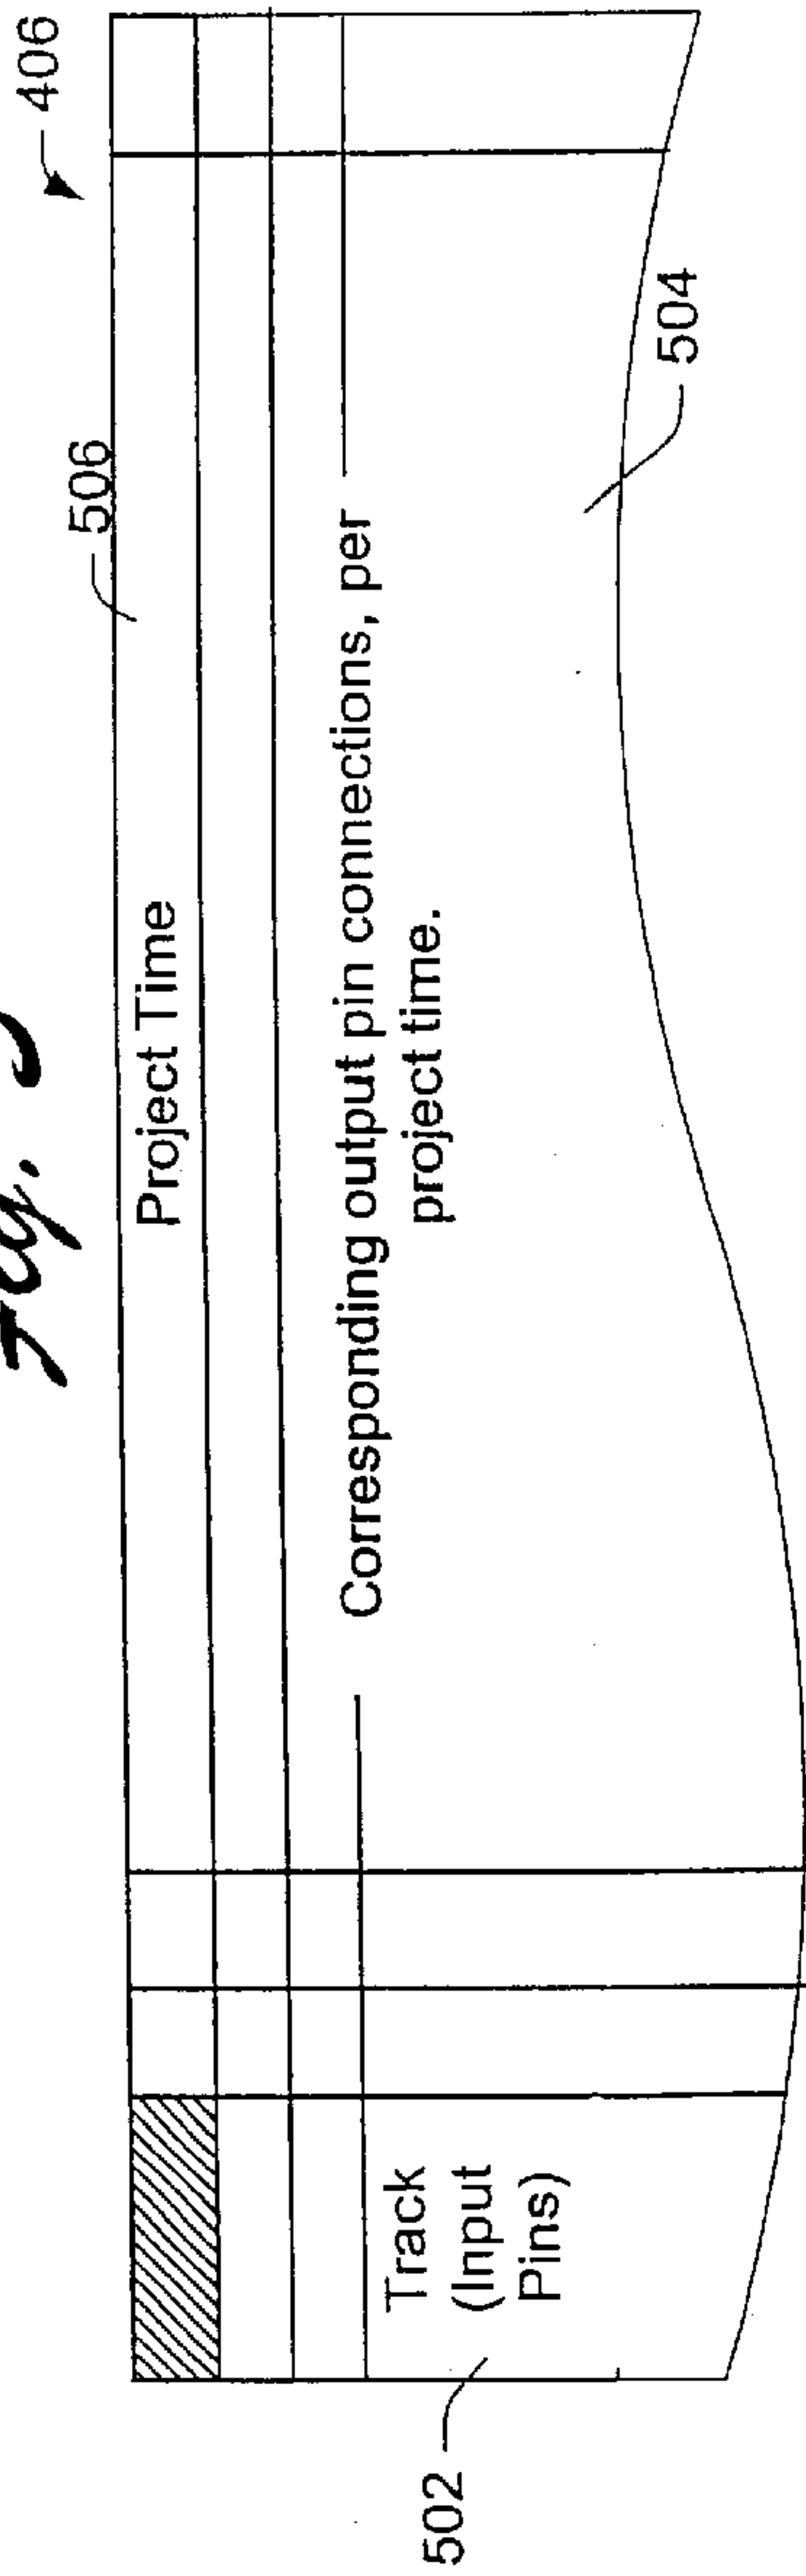 406
506
Project Time
Corresponding output pin connections, per
project time.
504
Track
(Input
Pins)
502